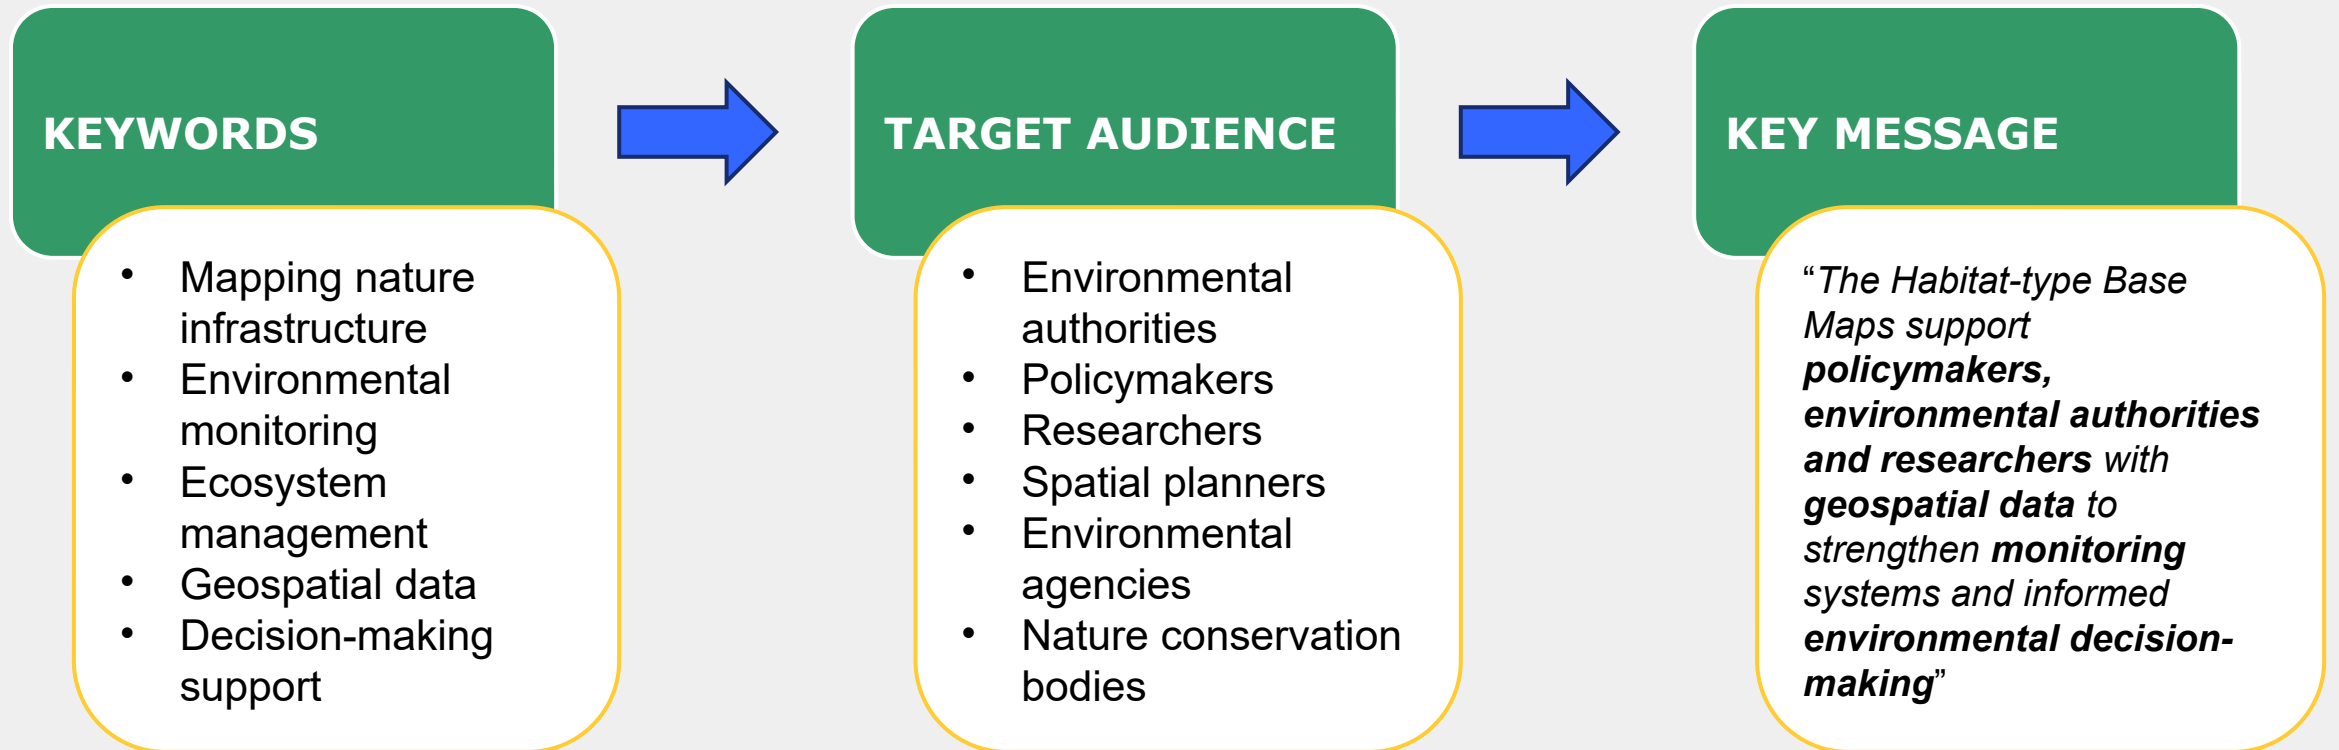 KEYWORDS
• Mapping nature
infrastructure
• Environmental
monitoring
• Ecosystem
management
• Geospatial data
• Decision-making
support
TARGET AUDIENCE
• Environmental
authorities
• Policymakers
• Researchers
• Spatial planners
• Environmental
agencies
• Nature conservation
bodies
KEY MESSAGE
“The Habitat-type Base
Maps support
policymakers,
environmental authorities
and researchers with
geospatial data to
strengthen monitoring
systems and informed
environmental decision-
making”